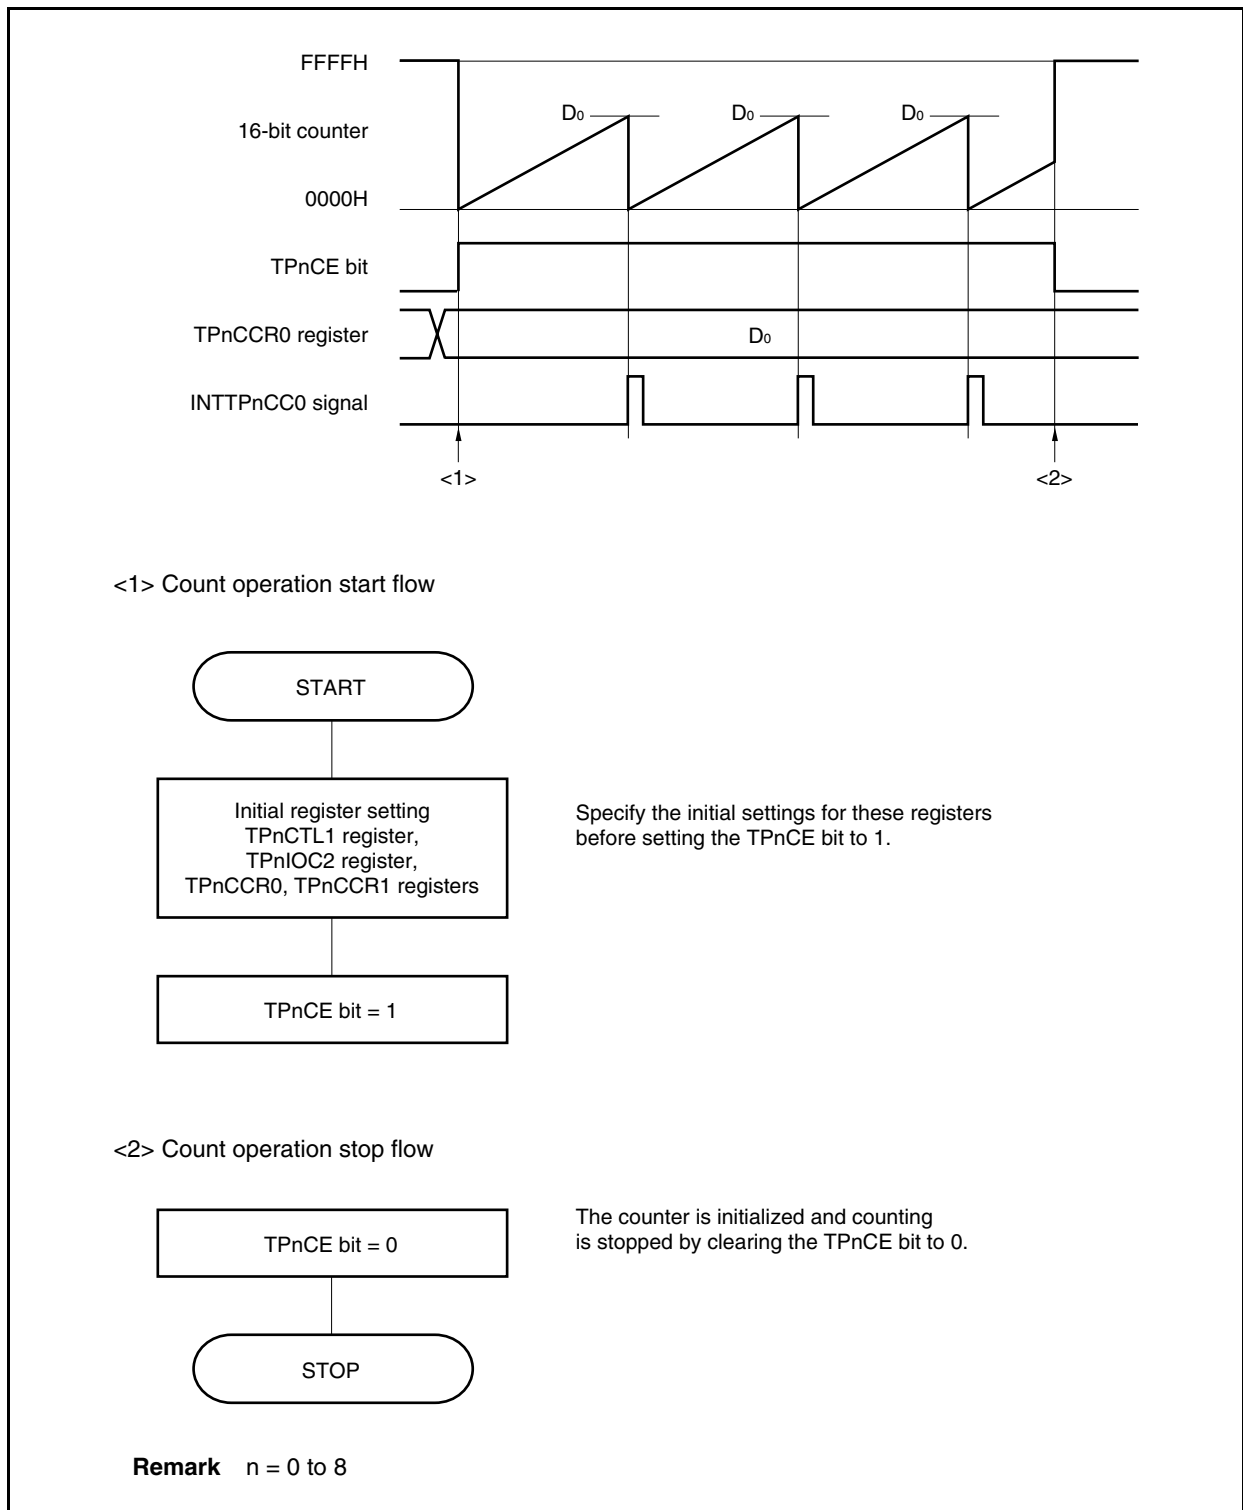 FFFFH
D0 D0 D0
16-bit counter
0000H
TPnCE bit
TPnCCR0 register D0
INTTPnCC0 signal
<1> <2>
<1> Count operation start flow
START
Initial register setting
TPnCTL1 register,
TPnIOC2 register,
TPnCCR0, TPnCCR1 registers
Specify the initial settings for these registers
before setting the TPnCE bit to 1.
TPnCE bit = 1
<2> Count operation stop flow
TPnCE bit = 0
The counter is initialized and counting
is stopped by clearing the TPnCE bit to 0.
STOP
Remark n = 0 to 8